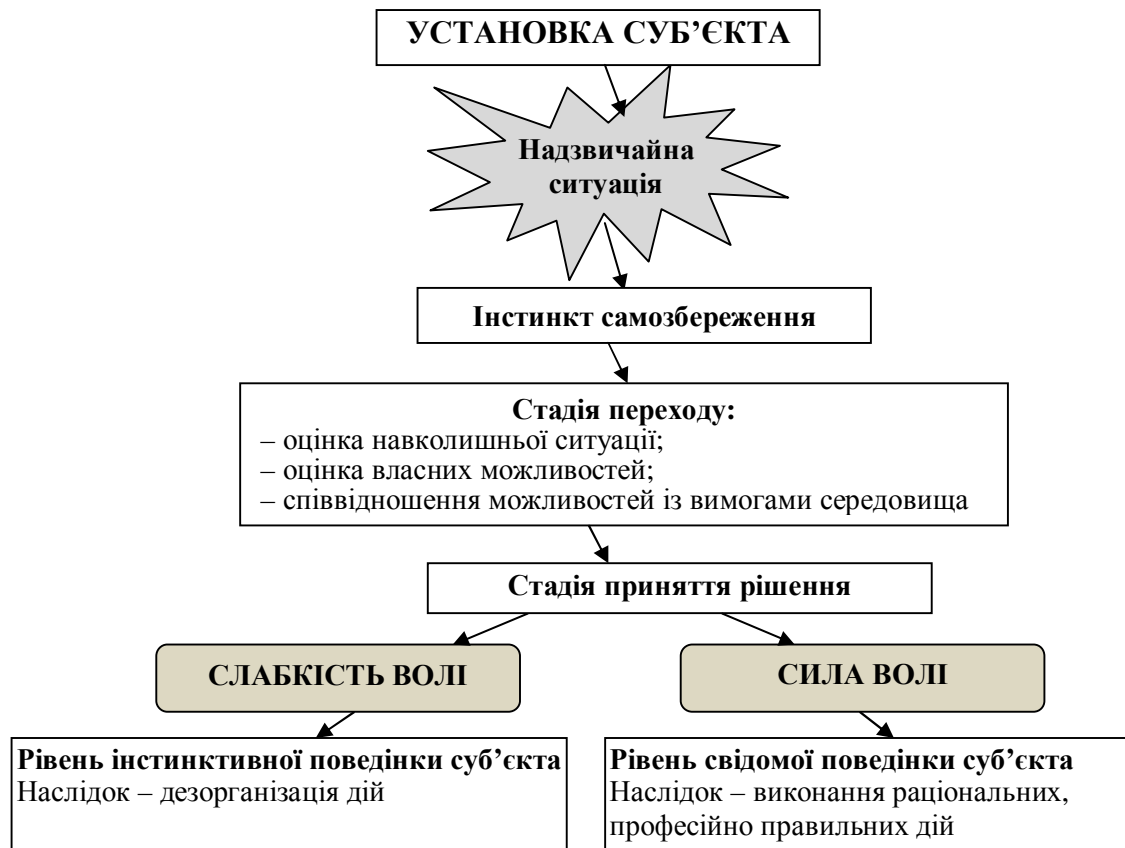 УСТАНОВКА СУБ’ЄКТА
Надзвичайна
ситуація
Інстинкт самозбереження
Стадія переходу:
– оцінка навколишньої ситуації;
– оцінка власних можливостей;
– співвідношення можливостей із вимогами середовища
Стадія приняття рішення
СЛАБКІСТЬ ВОЛІ
СИЛА ВОЛІ
Рівень інстинктивної поведінки суб’єкта
Наслідок – дезорганізація дій
Рівень свідомої поведінки суб’єкта
Наслідок – виконання раціональних,
професійно правильних дій